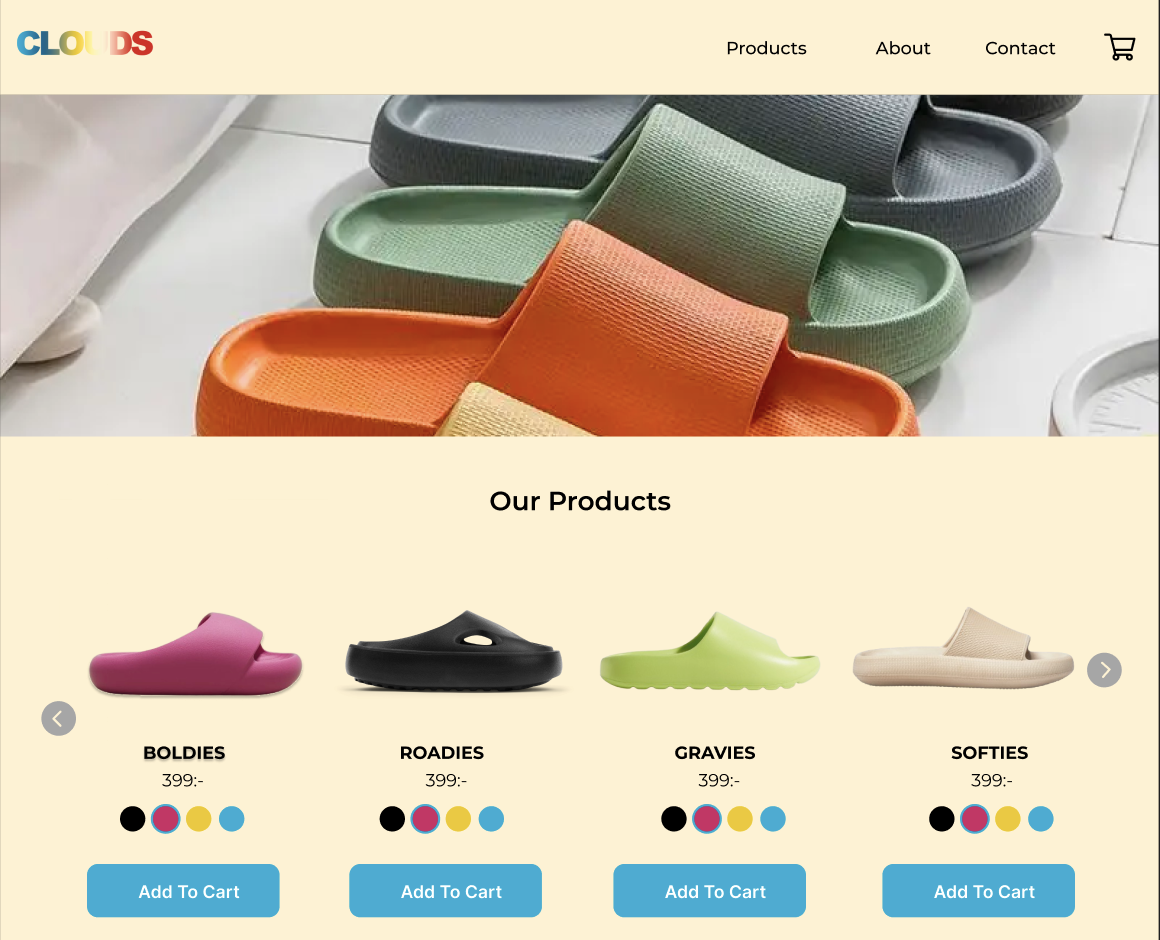 CLOUDS
Products About Contact
Our Products
BOLDIES ROADIES GRAVIES SOFTIES
399:- 399:- 399:- 399:-
Add To Cart Add To Cart Add To Cart Add To Cart